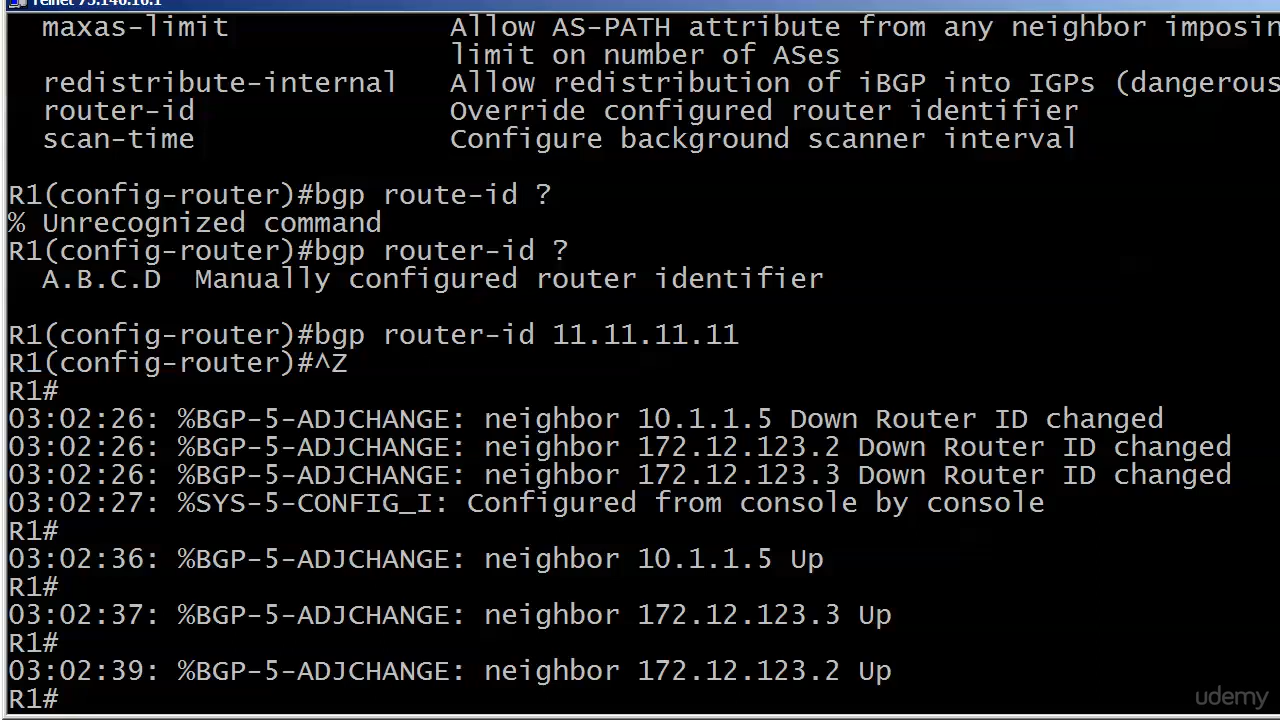 Telnet 75.146.10.1
maxas-limit Allow AS-PATH attribute from any neighbor imposin
limit on number of ASes
redistribute-internal Allow redistribution of iBGP into IGPs (dangerous
router-id Override configured router identifier
scan-time Configure background scanner interval
R1(config-router)#bgp route-id ?
% Unrecognized command
R1(config-router)#bgp router-id ?
A.B.C.D Manually configured router identifier
R1(config-router)#bgp router-id 11.11.11.11
R1(config-router)#^Z
R1#
03:02:26: %BGP-5-ADJCHANGE: neighbor 10.1.1.5 Down Router ID changed
03:02:26: %BGP-5-ADJCHANGE: neighbor 172.12.123.2 Down Router ID changed
03:02:26: %BGP-5-ADJCHANGE: neighbor 172.12.123.3 Down Router ID changed
03:02:27: %SYS-5-CONFIG_I: Configured from console by console
R1#
03:02:36: %BGP-5-ADJCHANGE: neighbor 10.1.1.5 Up
R1#
03:02:37: %BGP-5-ADJCHANGE: neighbor 172.12.123.3 Up
R1#
03:02:39: %BGP-5-ADJCHANGE: neighbor 172.12.123.2 Up
R1#
udemy